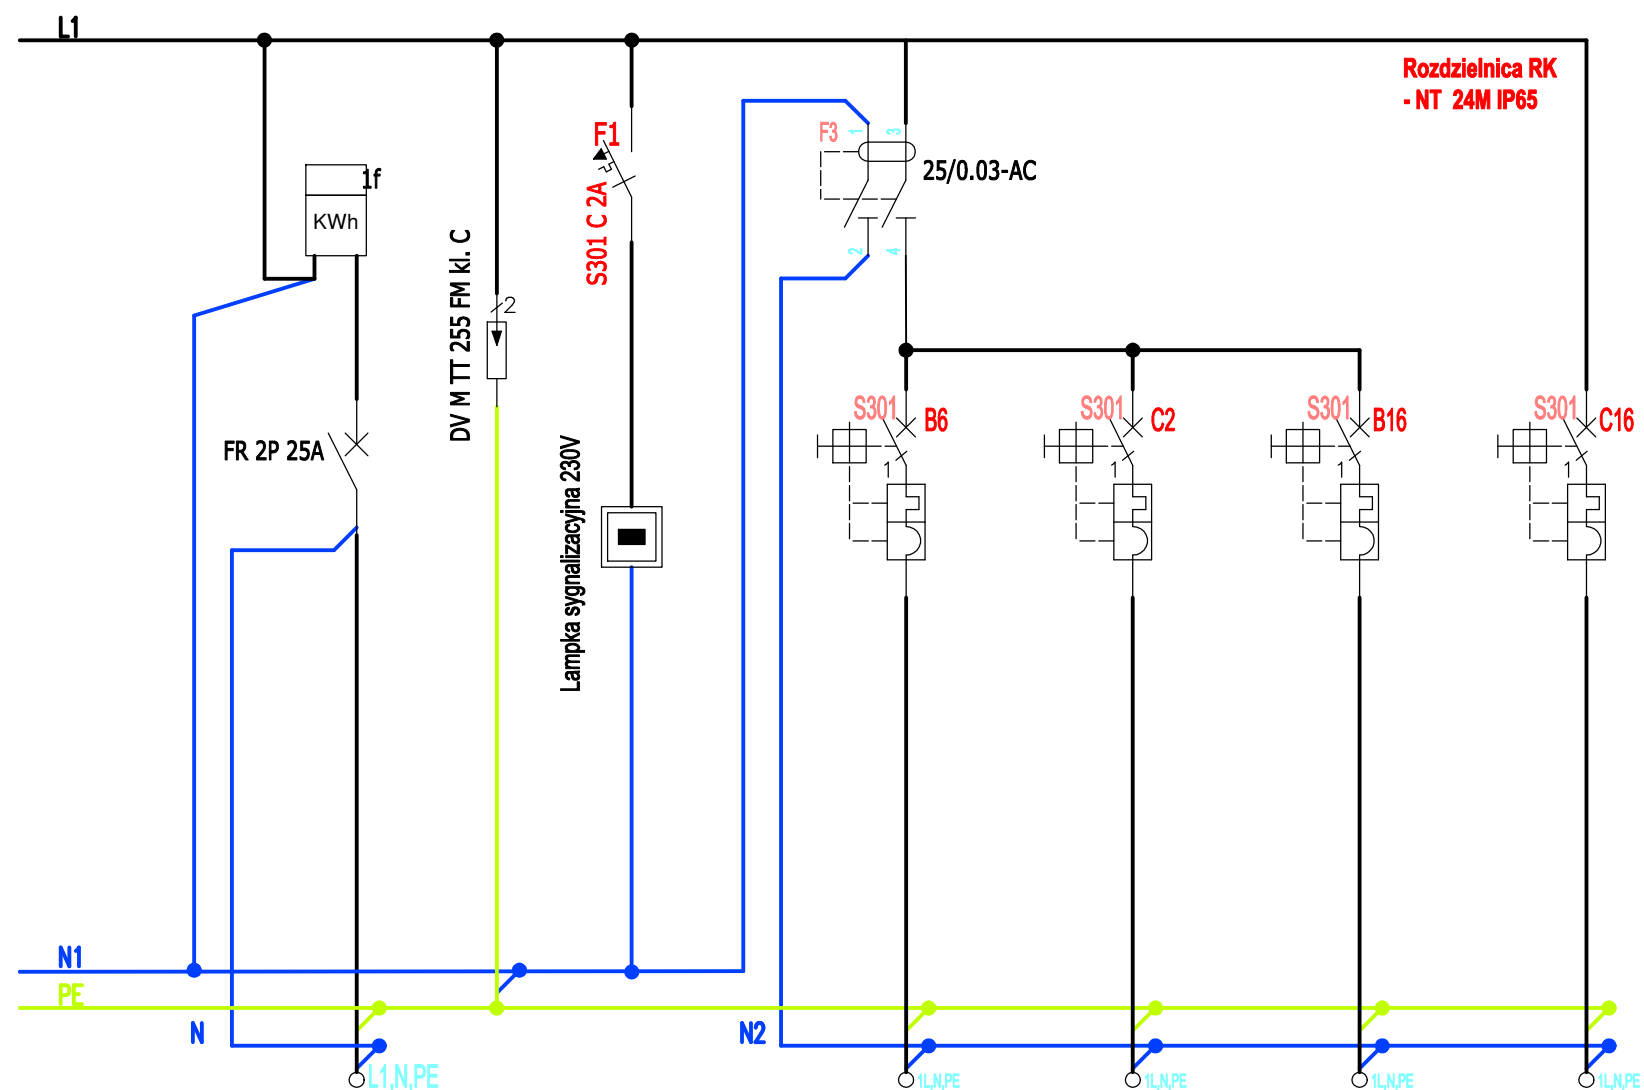 L1
Rozdzielnica RK
- NT  24M IP65
1f
KWh
F1
S301 C 2A
F3
1
3
25/0.03-AC
2
4
DV M TT 255 FM kl. C
2
FR 2P 25A
Lampka sygnalizacyjna 230V
S301
B6
1
S301
C2
1
S301
B16
1
S301
C16
1
N1
PE
N
N2
L1,N,PE
1L,N,PE
1L,N,PE
1L,N,PE
1L,N,PE